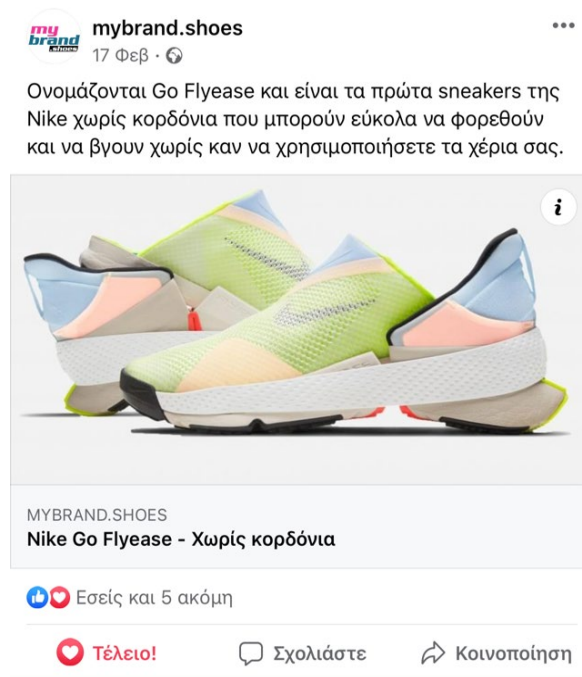 my
brand
.shoes
mybrand.shoes
17 Φεβ ·
Ονομάζονται Go Flyease και είναι τα πρώτα sneakers της
Nike χωρίς κορδόνια που μπορούν εύκολα να φορεθούν
και να βγουν χωρίς καν να χρησιμοποιήσετε τα χέρια σας.
i
MYBRAND.SHOES
Nike Go Flyease - Χωρίς κορδόνια
Εσείς και 5 ακόμη
Τέλειο!
Σχολιάστε
Κοινοποίηση